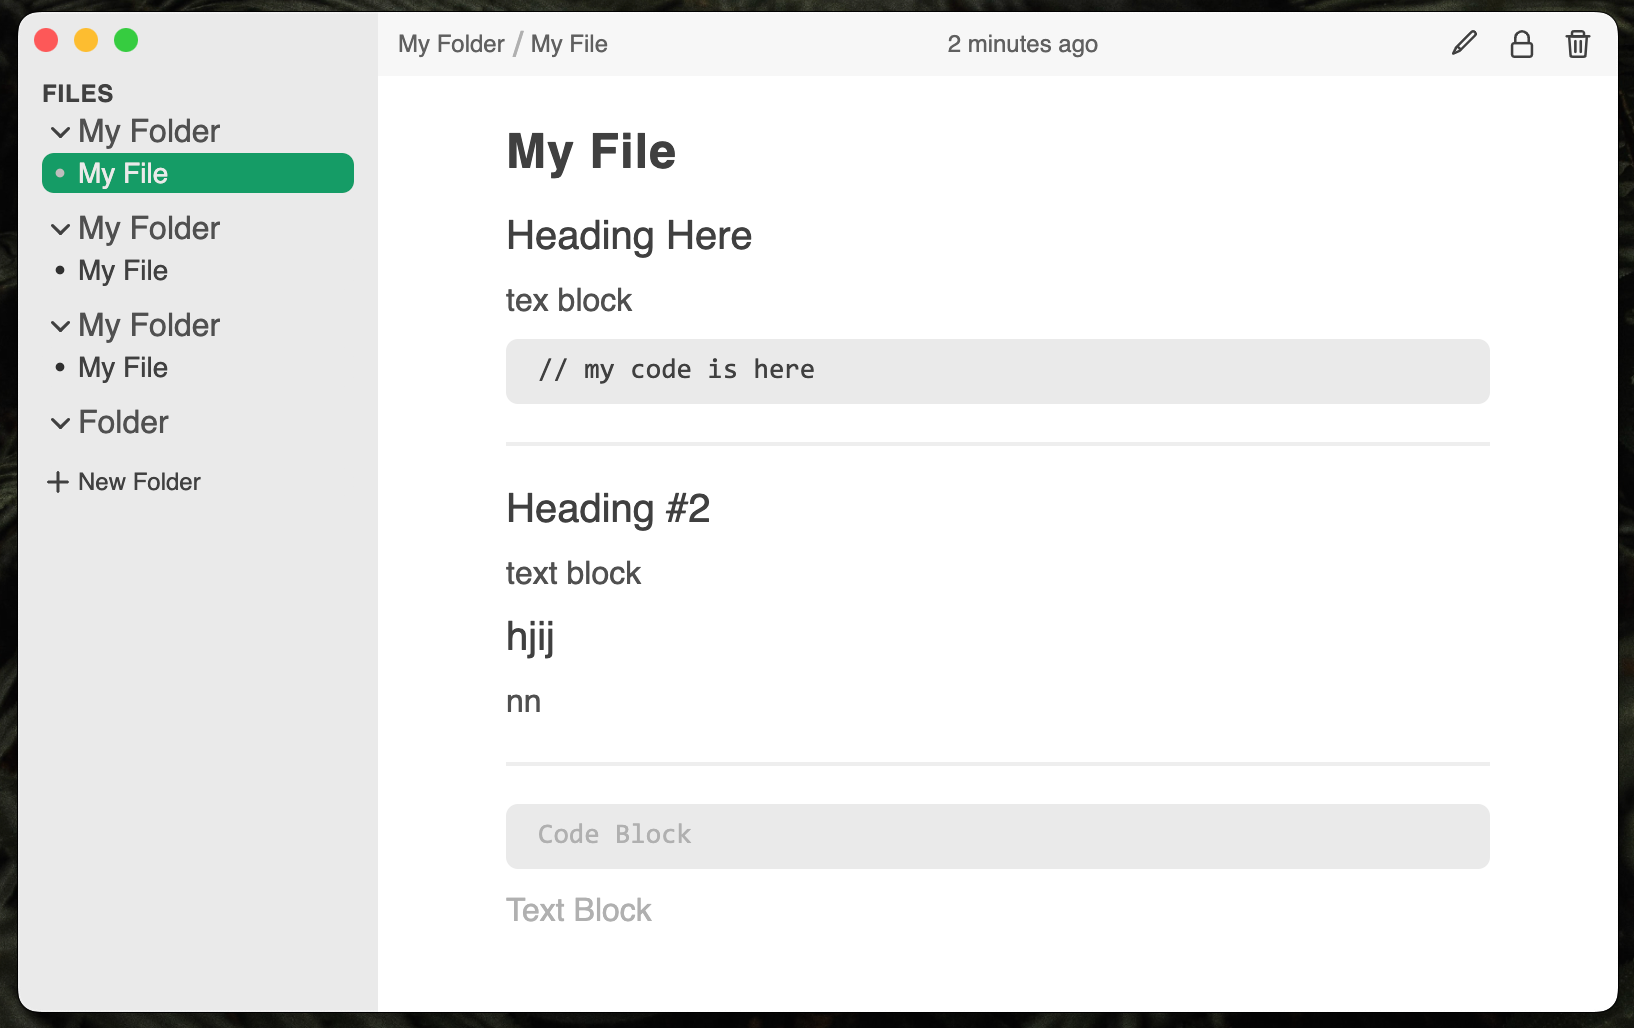 FILES
My Folder
My File
My Folder
My File
My Folder
My File
Folder
New Folder
My Folder / My File
2 minutes ago
My File
Heading Here
tex block
// my code is here
Heading #2
text block
hjij
nn
Code Block
Text Block